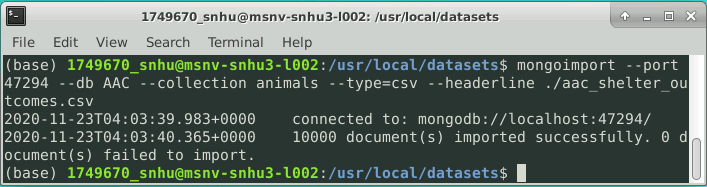 1749670_snhu@msnv-snhu3-l002: /usr/local/datasets
File Edit View Search Terminal Help
(base) 1749670_snhu@msnv-snhu3-l002:/usr/local/datasets$ mongoimport --port
47294 --db AAC --collection animals --type=csv --headerline ./aac_shelter_ou
tcomes.csv
2020-11-23T04:03:39.983+0000    connected to: mongodb://localhost:47294/
2020-11-23T04:03:40.365+0000    10000 document(s) imported successfully. 0 d
ocument(s) failed to import.
(base) 1749670_snhu@msnv-snhu3-l002:/usr/local/datasets$